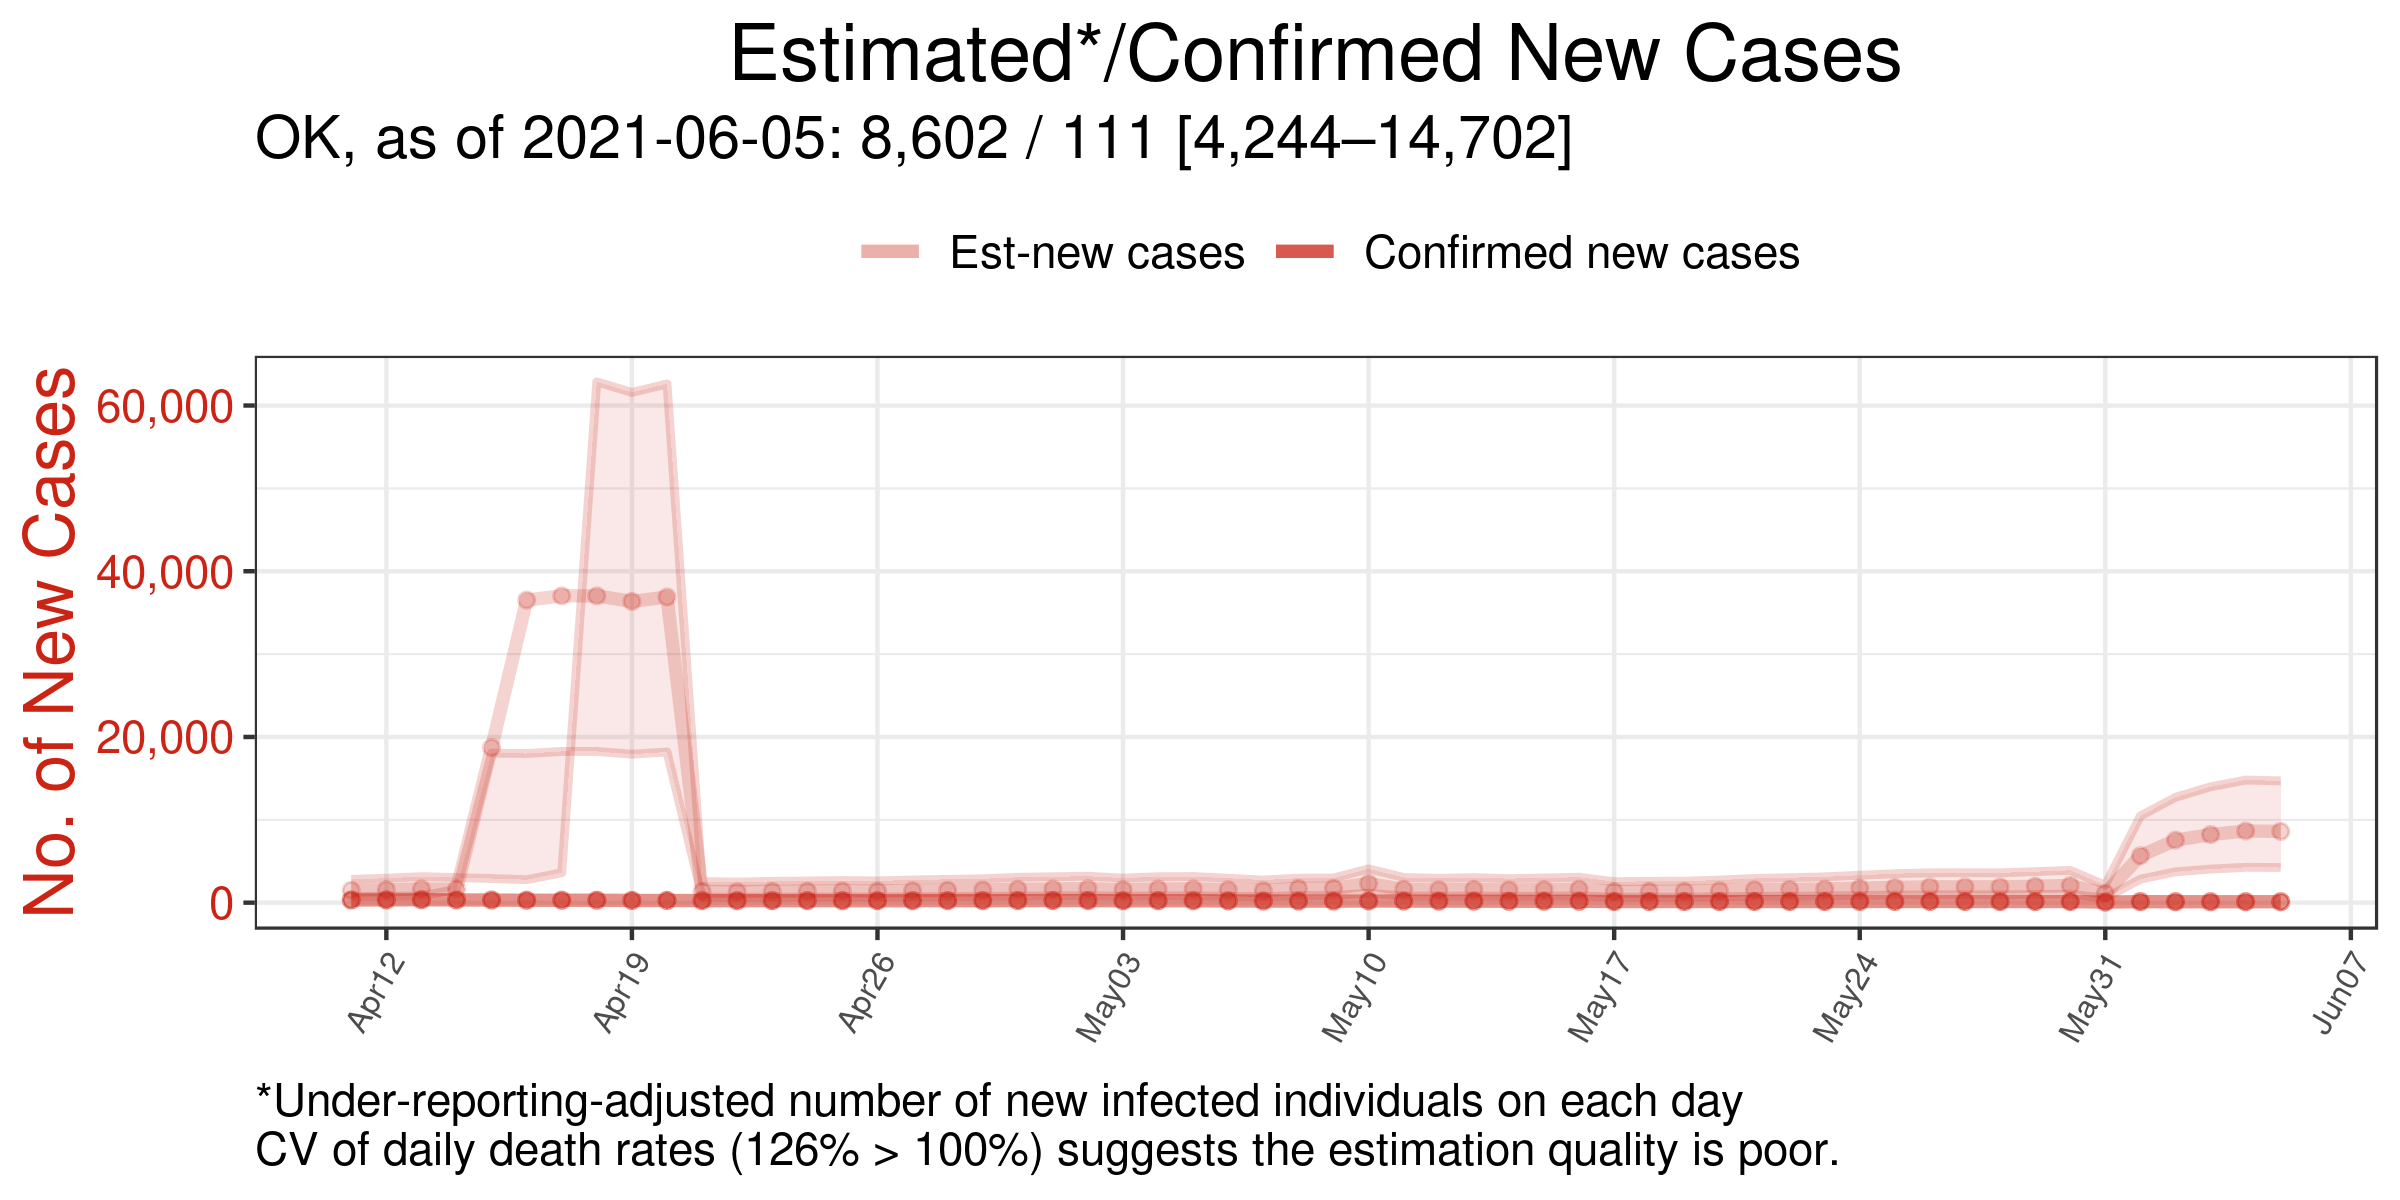 Estimated*/Confirmed New Cases
OK, as of 2021-06-05: 8,602 / 111 [4,244–14,702]
Est-new cases
Confirmed new cases
No. of New Cases
60,000
40,000
20,000
0
Apr12
Apr19
Apr26
May03
May10
May17
May24
May31
Jun07
*Under-reporting-adjusted number of new infected individuals on each day
CV of daily death rates (126% > 100%) suggests the estimation quality is poor.